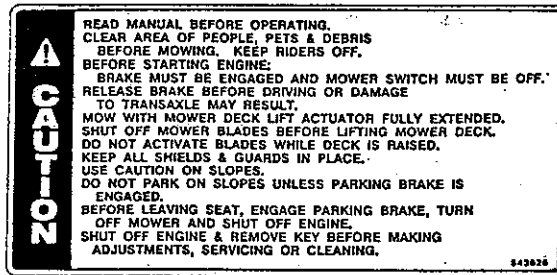 CAUTION
READ MANUAL BEFORE OPERATING.
CLEAR AREA OF PEOPLE, PETS & DEBRIS
BEFORE MOWING. KEEP RIDERS OFF.
BEFORE STARTING ENGINE:
BRAKE MUST BE ENGAGED AND MOWER SWITCH MUST BE OFF.
RELEASE BRAKE BEFORE DRIVING OR DAMAGE
TO TRANSAXLE MAY RESULT.
MOW WITH MOWER DECK LIFT ACTUATOR FULLY EXTENDED.
SHUT OFF MOWER BLADES BEFORE LIFTING MOWER DECK.
DO NOT ACTIVATE BLADES WHILE DECK IS RAISED.
KEEP ALL SHIELDS & GUARDS IN PLACE.
USE CAUTION ON SLOPES.
DO NOT PARK ON SLOPES UNLESS PARKING BRAKE IS
ENGAGED.
BEFORE LEAVING SEAT, ENGAGE PARKING BRAKE, TURN
OFF MOWER AND SHUT OFF ENGINE.
SHUT OFF ENGINE & REMOVE KEY BEFORE MAKING
ADJUSTMENTS, SERVICING OR CLEANING.